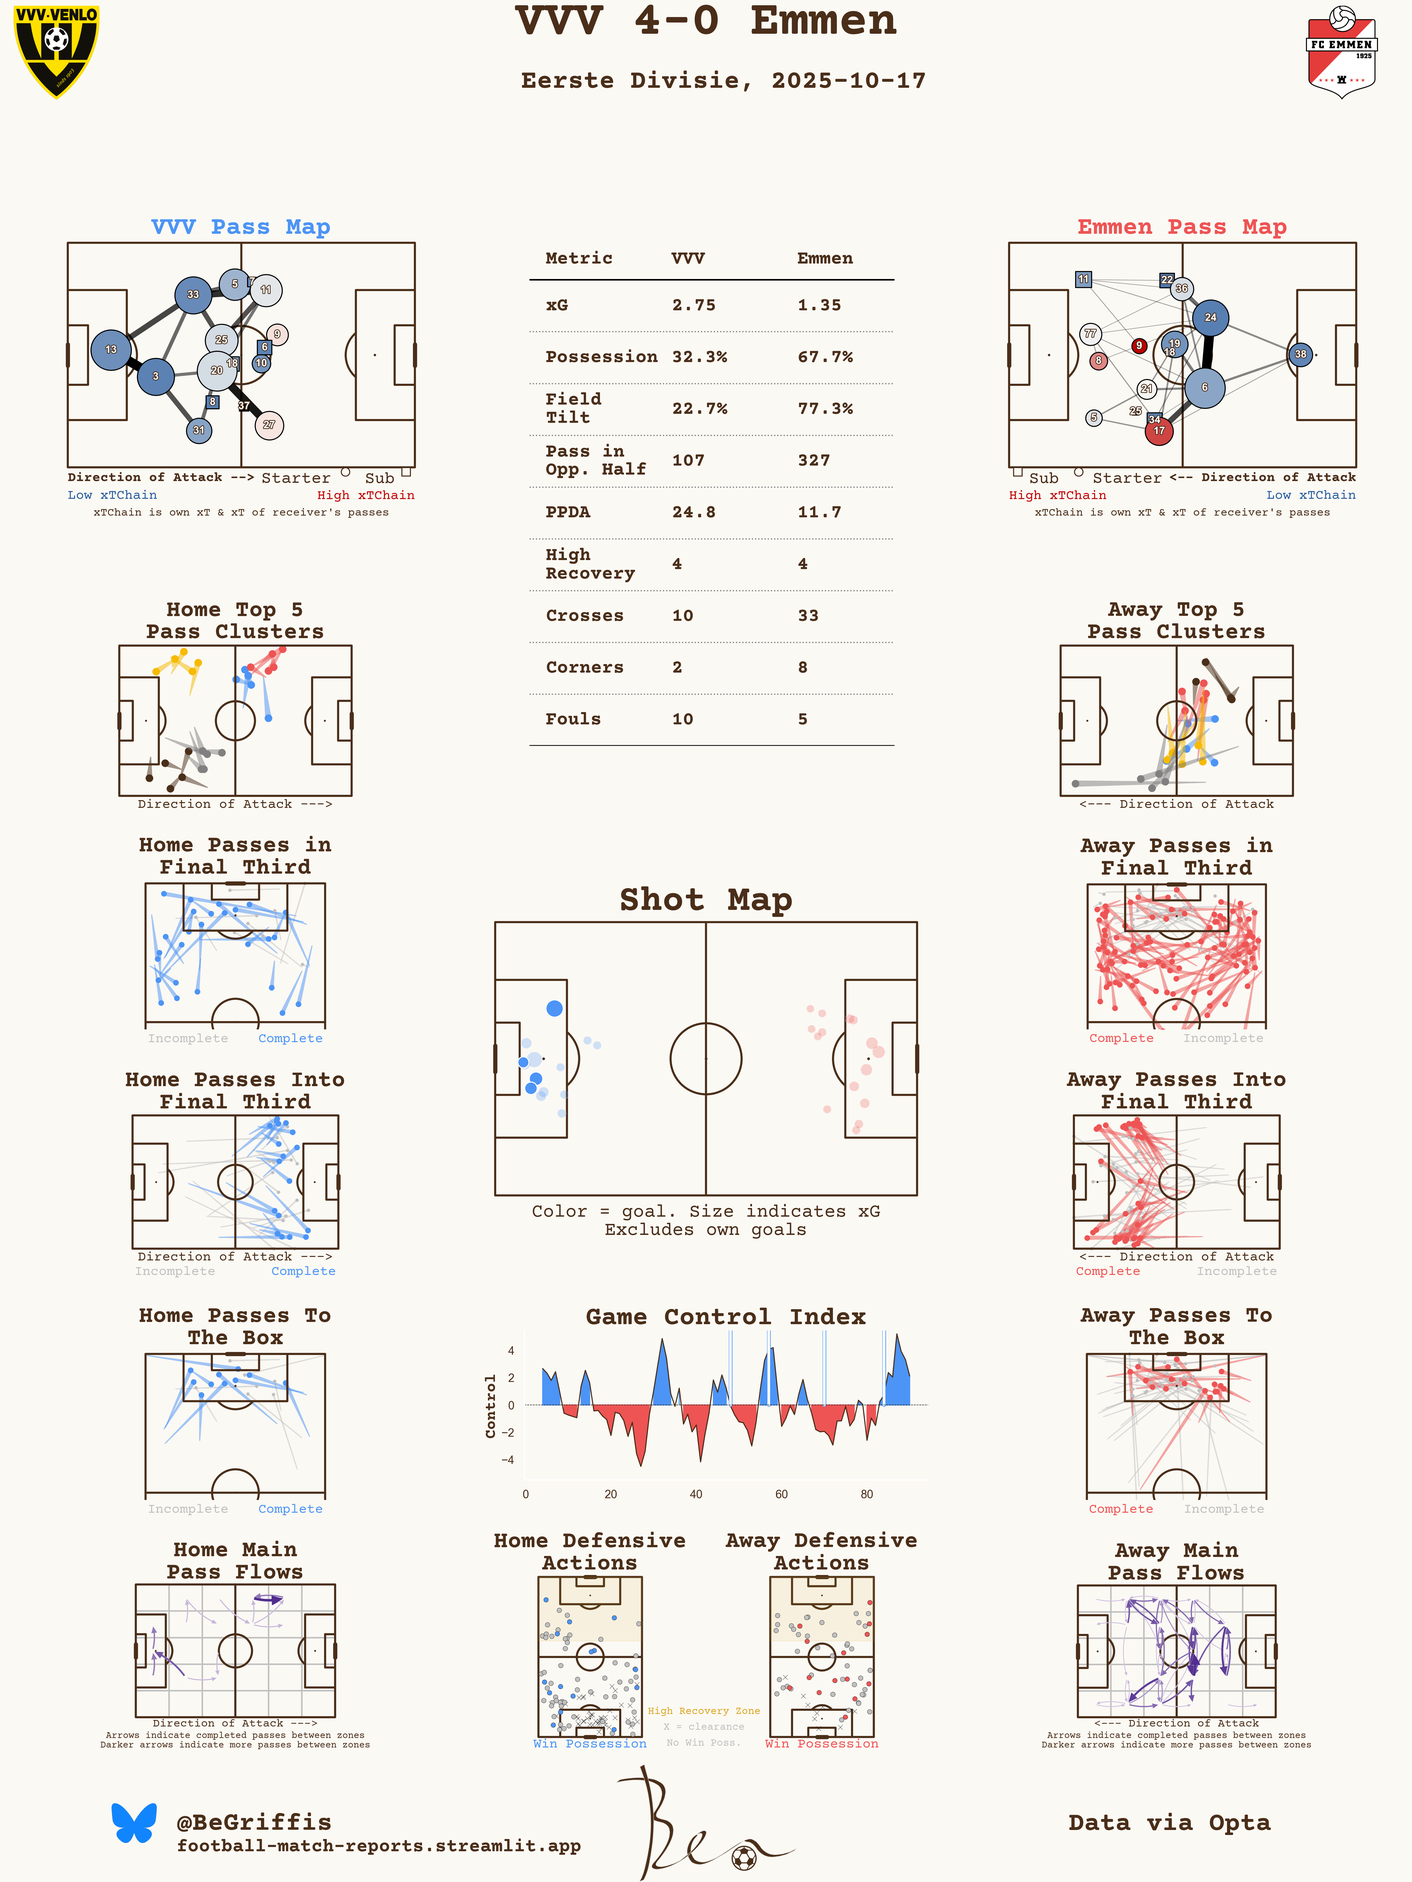 VVV 4-0 Emmen
Eerste Divisie, 2025-10-17
VVV-VENLO
FC EMMEN
1925
VVV Pass Map
33
5
11
13
25
9
6
3
20
18
10
8
37
31
27
Direction of Attack --> Starter Sub
Low xTChain High xTChain
xTChain is own xT & xT of receiver's passes
Metric VVV Emmen
xG 2.75 1.35
Possession 32.3% 67.7%
Field
Tilt 22.7% 77.3%
Pass in
Opp. Half 107 327
PPDA 24.8 11.7
High
Recovery 4 4
Crosses 10 33
Corners 2 8
Fouls 10 5
Emmen Pass Map
11
22
36
24
77
9
19
18
8
38
21
6
25
5
34
17
Sub Starter <-- Direction of Attack
High xTChain Low xTChain
xTChain is own xT & xT of receiver's passes
Home Top 5
Pass Clusters
Direction of Attack --->
Away Top 5
Pass Clusters
<--- Direction of Attack
Home Passes in
Final Third
Incomplete Complete
Away Passes in
Final Third
Complete Incomplete
Shot Map
Color = goal. Size indicates xG
Excludes own goals
Home Passes Into
Final Third
Direction of Attack --->
Incomplete Complete
Away Passes Into
Final Third
<--- Direction of Attack
Complete Incomplete
Home Passes To
The Box
Incomplete Complete
Game Control Index
Control
4
2
0
−2
−4
0 20 40 60 80
Away Passes To
The Box
Complete Incomplete
Home Main
Pass Flows
Direction of Attack --->
Arrows indicate completed passes between zones
Darker arrows indicate more passes between zones
Home Defensive
Actions
Win Possession
Away Defensive
Actions
Win Possession
High Recovery Zone
X = clearance
No Win Poss.
Away Main
Pass Flows
<--- Direction of Attack
Arrows indicate completed passes between zones
Darker arrows indicate more passes between zones
@BeGriffis
football-match-reports.streamlit.app
Ben
Data via Opta